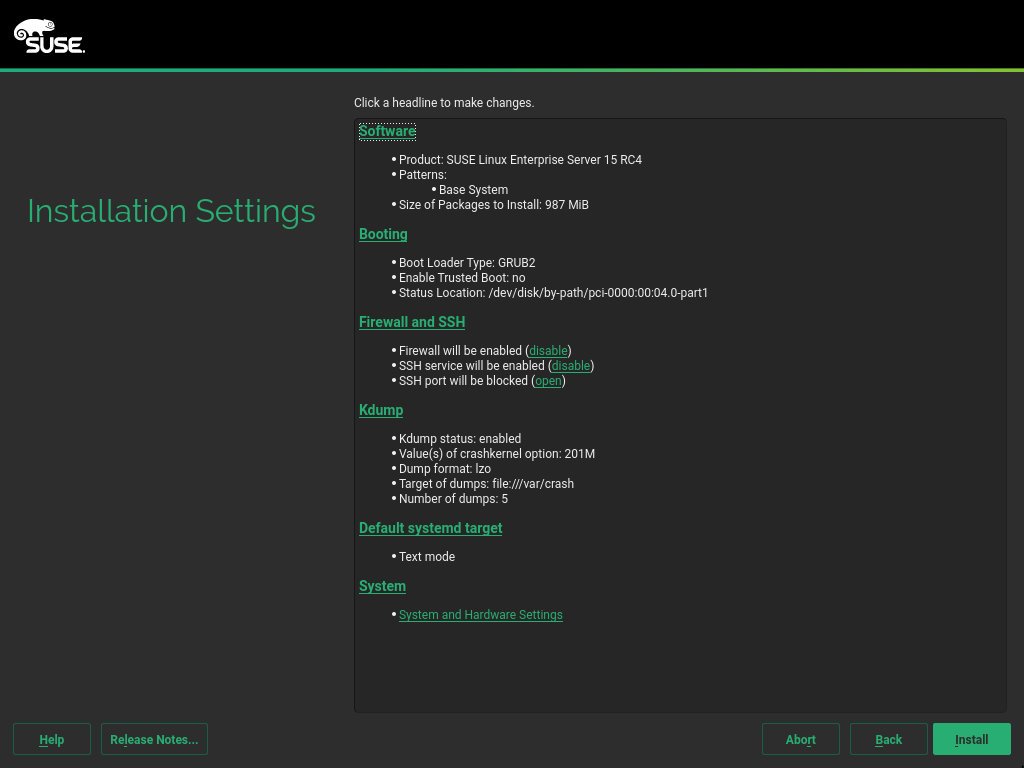 SUSE
Click a headline to make changes.
Installation Settings
Software
Product: SUSE Linux Enterprise Server 15 RC4
Patterns:
Base System
Size of Packages to Install: 987 MiB
Booting
Boot Loader Type: GRUB2
Enable Trusted Boot: no
Status Location: /dev/disk/by-path/pci-0000:00:04.0-part1
Firewall and SSH
Firewall will be enabled (disable)
SSH service will be enabled (disable)
SSH port will be blocked (open)
Kdump
Kdump status: enabled
Value(s) of crashkernel option: 201M
Dump format: lzo
Target of dumps: file:///var/crash
Number of dumps: 5
Default systemd target
Text mode
System
System and Hardware Settings
Help Release Notes... Abort Back Install